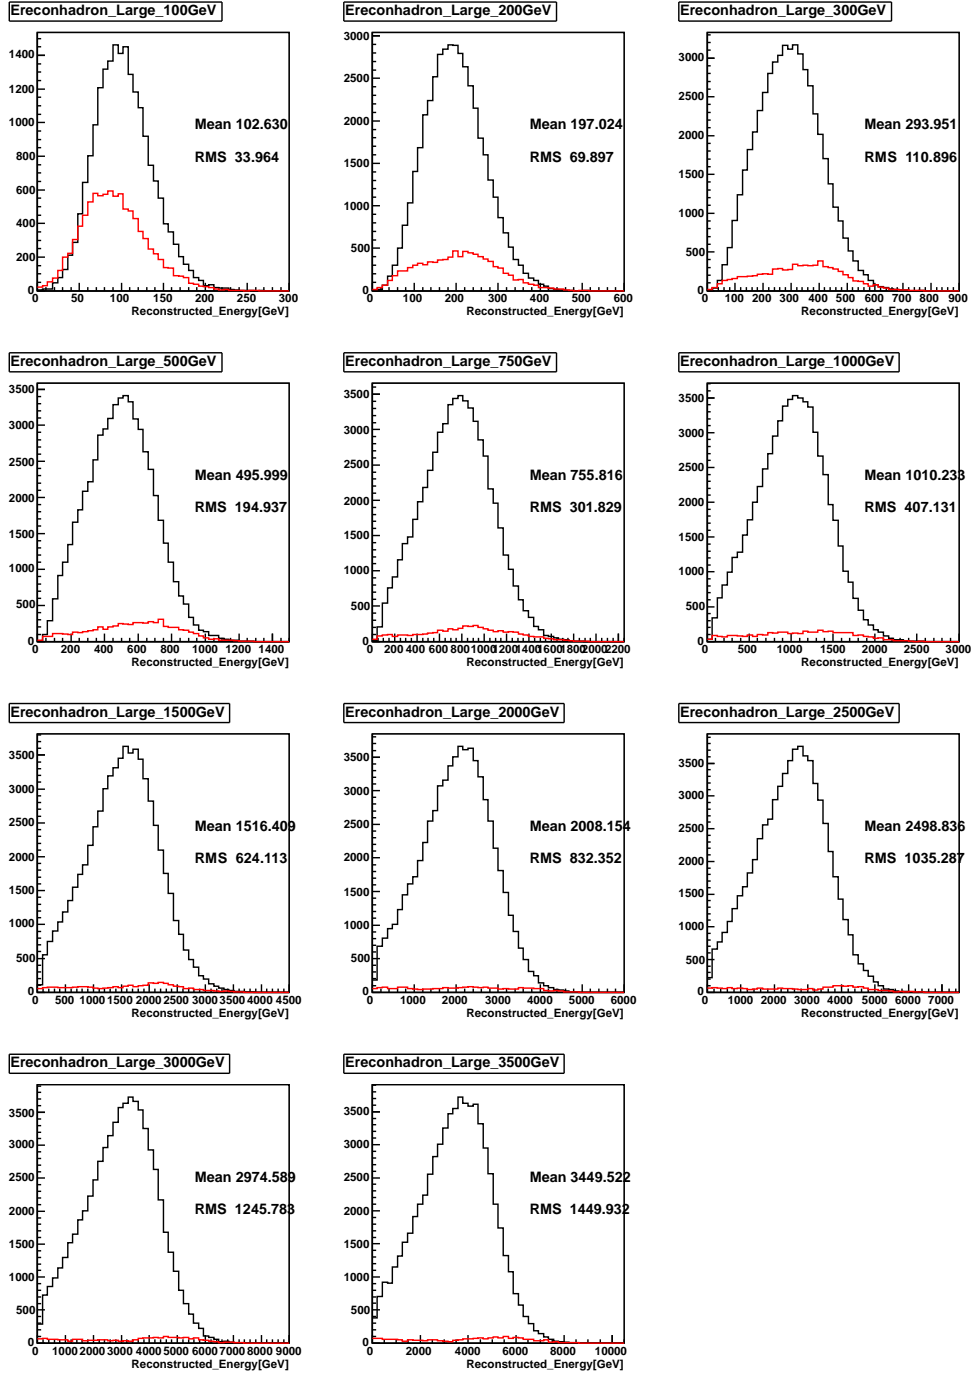 Ereconhadron_Large_100GeV
1400
1200
1000
800
600
400
200
0
Mean 102.630
RMS 33.964
0 50 100 150 200 250 300
Reconstructed_Energy[GeV]
Ereconhadron_Large_200GeV
3000
2500
2000
1500
1000
500
0
Mean 197.024
RMS 69.897
0 100 200 300 400 500 600
Reconstructed_Energy[GeV]
Ereconhadron_Large_300GeV
3000
2500
2000
1500
1000
500
0
Mean 293.951
RMS 110.896
0 100 200 300 400 500 600 700 800 900
Reconstructed_Energy[GeV]
Ereconhadron_Large_500GeV
3500
3000
2500
2000
1500
1000
500
0
Mean 495.999
RMS 194.937
0 200 400 600 800 1000 1200 1400
Reconstructed_Energy[GeV]
Ereconhadron_Large_750GeV
3500
3000
2500
2000
1500
1000
500
0
Mean 755.816
RMS 301.829
0 200 400 600 800 1000 1200 1400 1600 1800 2000 2200
Reconstructed_Energy[GeV]
Ereconhadron_Large_1000GeV
3500
3000
2500
2000
1500
1000
500
0
Mean 1010.233
RMS 407.131
0 500 1000 1500 2000 2500 3000
Reconstructed_Energy[GeV]
Ereconhadron_Large_1500GeV
3500
3000
2500
2000
1500
1000
500
0
Mean 1516.409
RMS 624.113
0 500 1000 1500 2000 2500 3000 3500 4000 4500
Reconstructed_Energy[GeV]
Ereconhadron_Large_2000GeV
3500
3000
2500
2000
1500
1000
500
0
Mean 2008.154
RMS 832.352
0 1000 2000 3000 4000 5000 6000
Reconstructed_Energy[GeV]
Ereconhadron_Large_2500GeV
3500
3000
2500
2000
1500
1000
500
0
Mean 2498.836
RMS 1035.287
0 1000 2000 3000 4000 5000 6000 7000
Reconstructed_Energy[GeV]
Ereconhadron_Large_3000GeV
3500
3000
2500
2000
1500
1000
500
0
Mean 2974.589
RMS 1245.783
0 1000 2000 3000 4000 5000 6000 7000 8000 9000
Reconstructed_Energy[GeV]
Ereconhadron_Large_3500GeV
3500
3000
2500
2000
1500
1000
500
0
Mean 3449.522
RMS 1449.932
0 2000 4000 6000 8000 10000
Reconstructed_Energy[GeV]